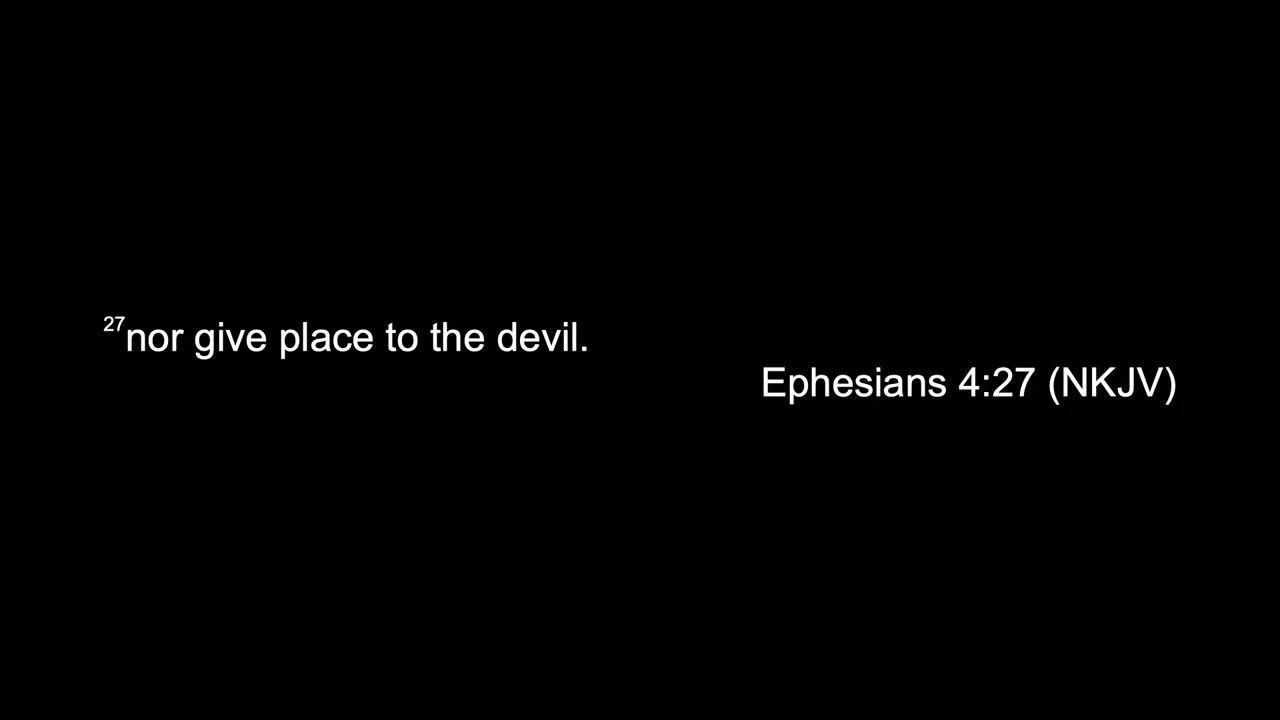 27nor give place to the devil.
Ephesians 4:27 (NKJV)